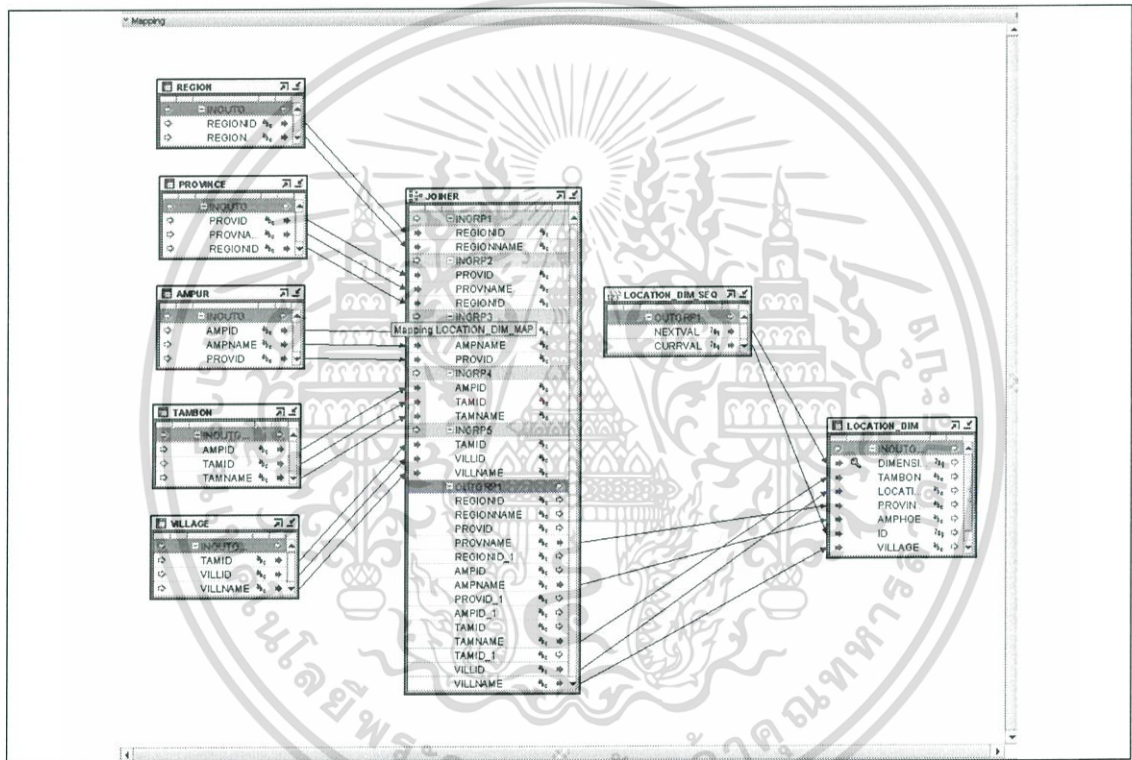 Mapping
REGION
INOUTG
REGIONID
REGION
PROVINCE
INOUTG
PROVID
PROVNA...
REGIONID
AMPUR
INOUTG
AMPID
AMPNAME
PROVID
TAMBON
INOUTG...
AMPID
TAMID
TAMNAME
VILLAGE
INOUTG...
TAMID
VILLID
VILLNAME
JOINER
INGRP1
REGIONID
REGIONNAME
INGRP2
PROVID
PROVNAME
REGIONID
INGRP3
Mapping LOCATION_DIM_MAP
AMPNAME
PROVID
INGRP4
AMPID
TAMID
TAMNAME
INGRP5
TAMID
VILLID
VILLNAME
OUTGRP1
REGIONID
REGIONNAME
PROVID
PROVNAME
REGIONID_1
AMPID
AMPNAME
PROVID_1
AMPID_1
TAMID
TAMNAME
TAMID_1
VILLID
VILLNAME
LOCATION_DIM_SEQ
OUTGRP1
NEXTVAL
CURRVAL
LOCATION_DIM
INOUTG...
DIMENSI...
TAMBON
LOCATI...
PROVIN
AMPHOE
ID
VILLAGE